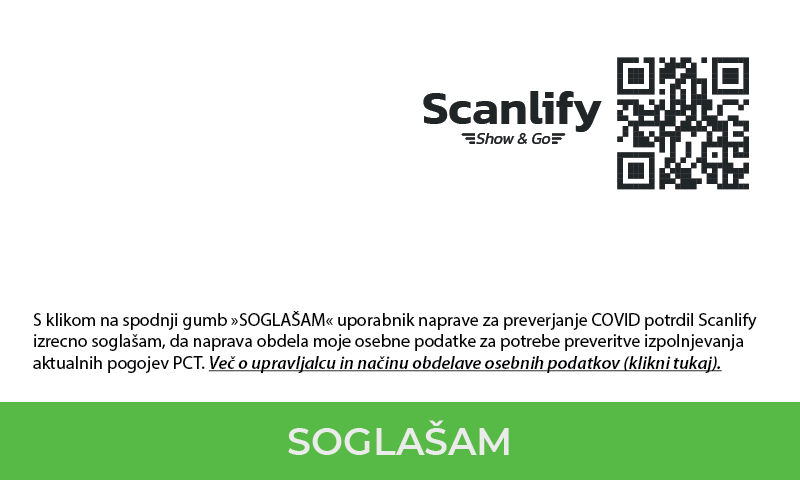 Scanlify
Show & Go
S klikom na spodnji gumb »SOGLAŠAM« uporabnik naprave za preverjanje COVID potrdil Scanlify
izrecno soglašam, da naprava obdela moje osebne podatke za potrebe preveritve izpolnjevanja
aktualnih pogojev PCT. Več o upravljalcu in načinu obdelave osebnih podatkov (klikni tukaj).
SOGLAŠAM